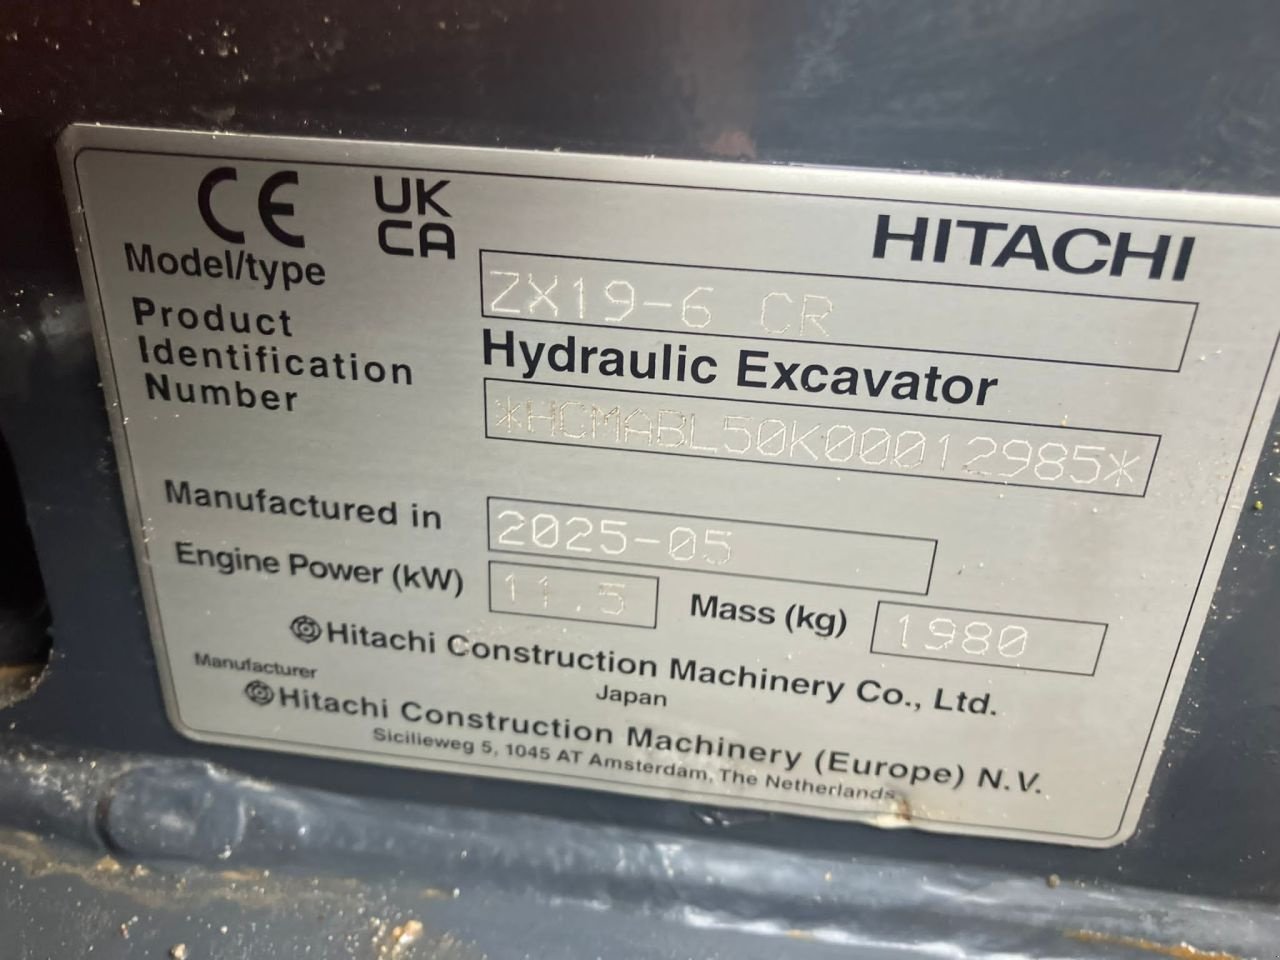 CE UK CA
HITACHI
Model/type ZX19-6 CR
Hydraulic Excavator
Product
Identification
Number *HCMABL50K00012985*
Manufactured in 2025-05
Engine Power (kW) 11.5 Mass (kg) 1980
Hitachi Construction Machinery Co., Ltd.
Japan
Manufacturer
Hitachi Construction Machinery (Europe) N.V.
Sicilieweg 5, 1045 AT Amsterdam, The Netherlands